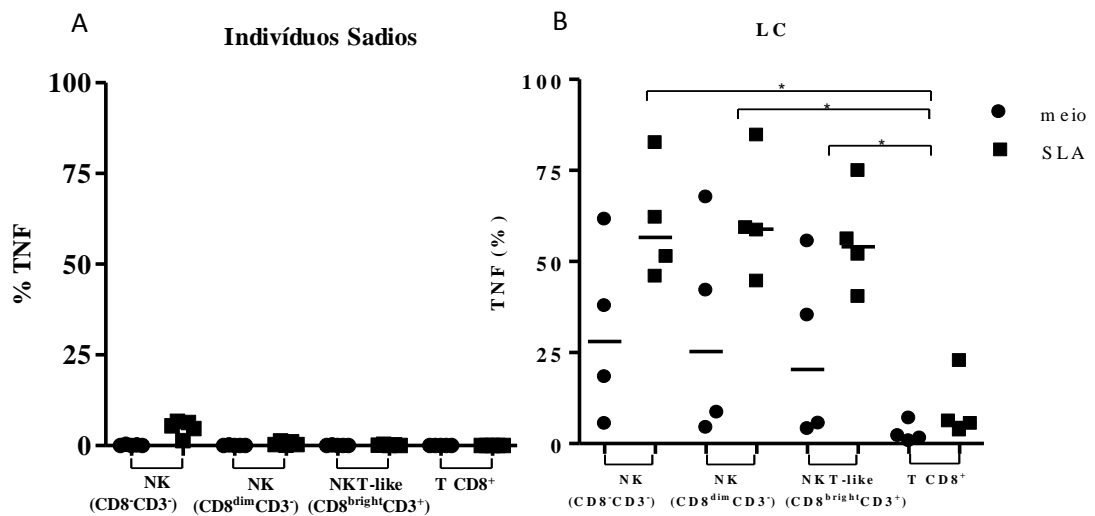 A
Indivíduos Sadios
% TNF
100
75
50
25
0
NK
(CD8⁻CD3⁻)
NK
(CD8ᵈⁱᵐCD3⁻)
NKT-like
(CD8ᵇʳⁱᵍʰᵗCD3⁺)
T CD8⁺
B
LC
TNF (%)
100
75
50
25
0
*
*
*
NK
(CD8⁻CD3⁻)
NK
(CD8ᵈⁱᵐCD3⁻)
NKT-like
(CD8ᵇʳⁱᵍʰᵗCD3⁺)
T CD8⁺
meio
SLA